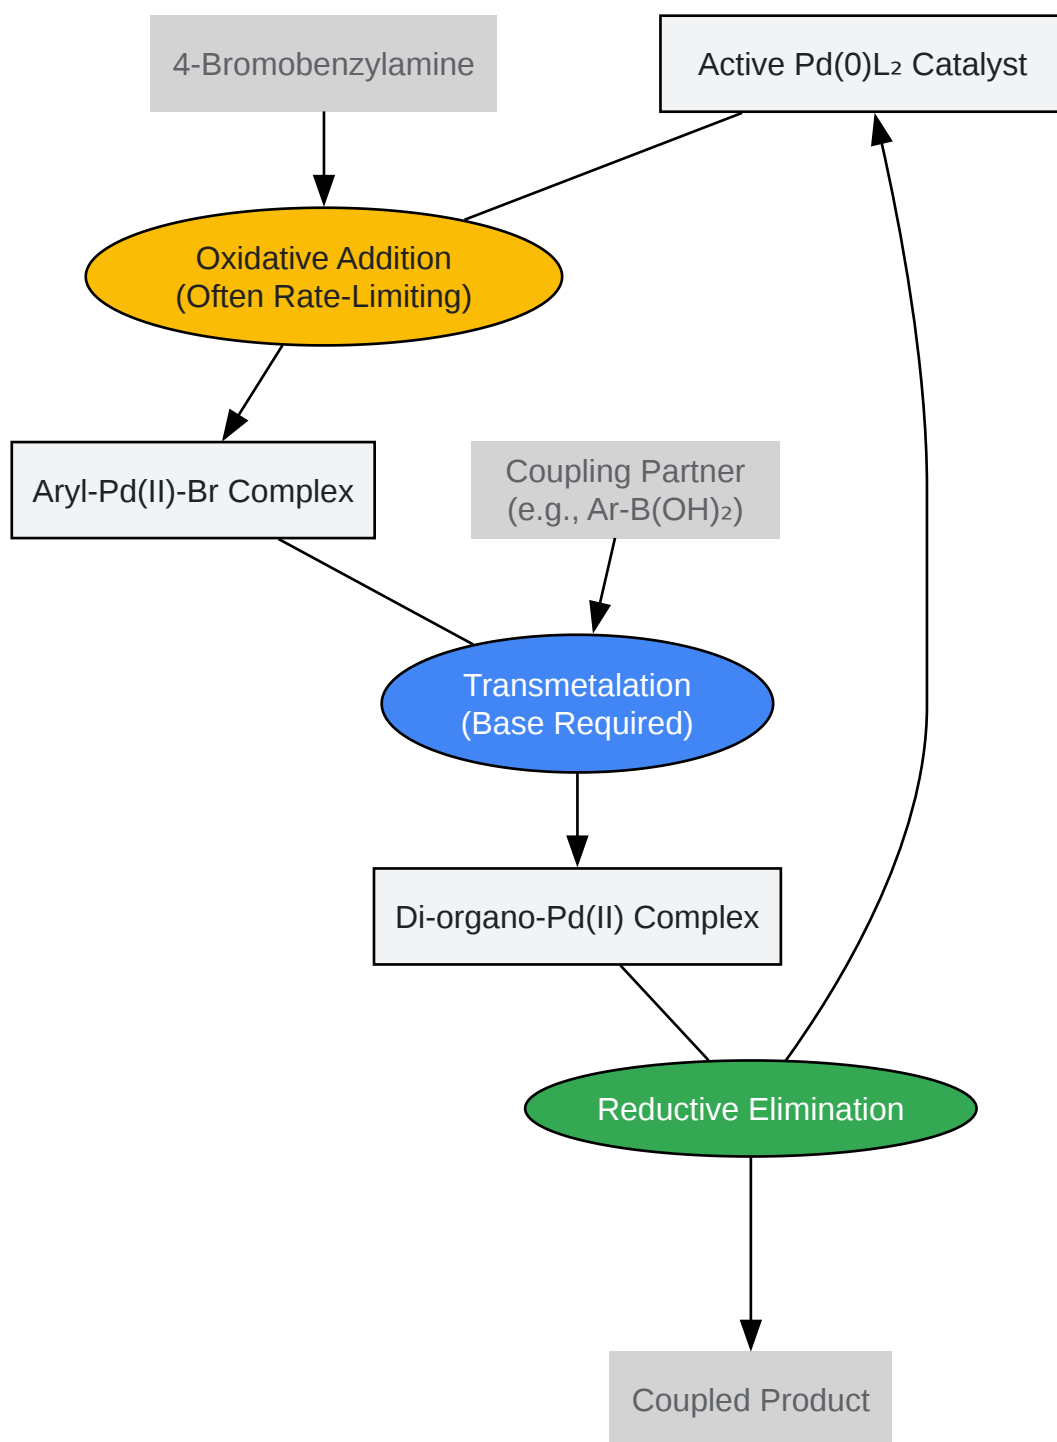 4-Bromobenzylamine
Active Pd(0)L₂ Catalyst
Oxidative Addition
(Often Rate-Limiting)
Aryl-Pd(II)-Br Complex
Coupling Partner
(e.g., Ar-B(OH)₂)
Transmetalation
(Base Required)
Di-organo-Pd(II) Complex
Reductive Elimination
Coupled Product